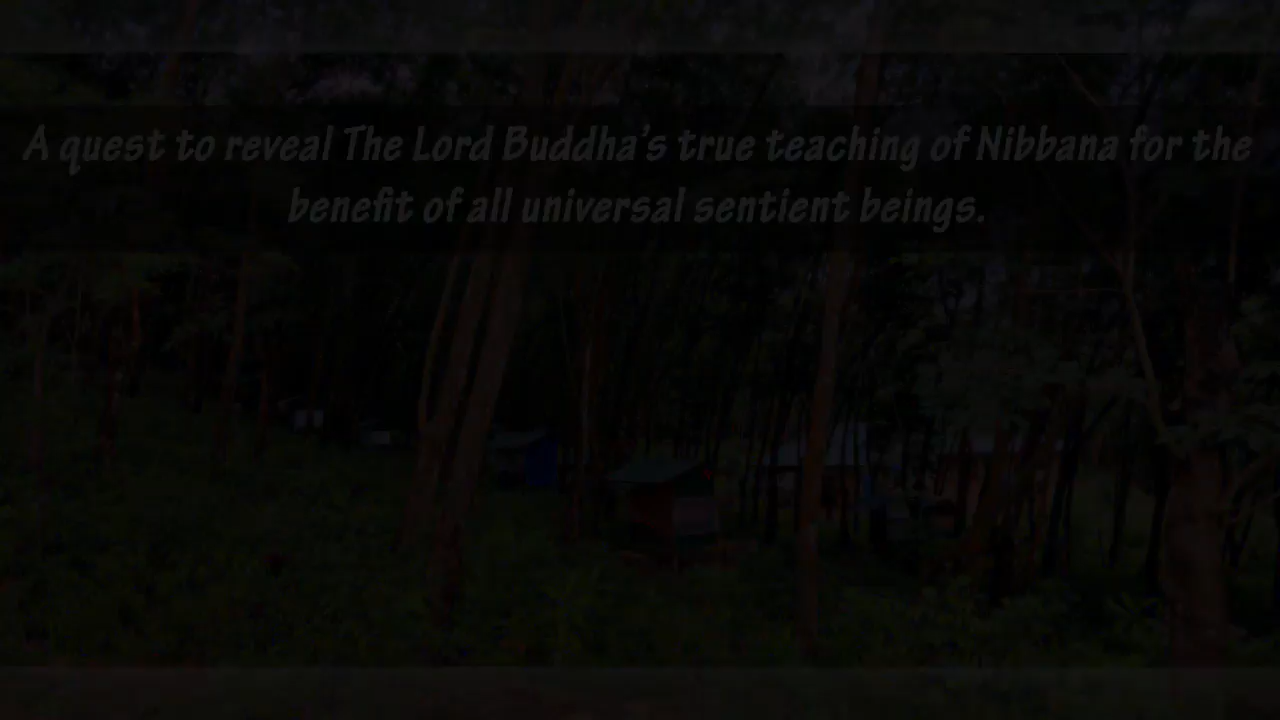 A quest to reveal The Lord Buddha's true teaching of Nibbana for the
benefit of all universal sentient beings.